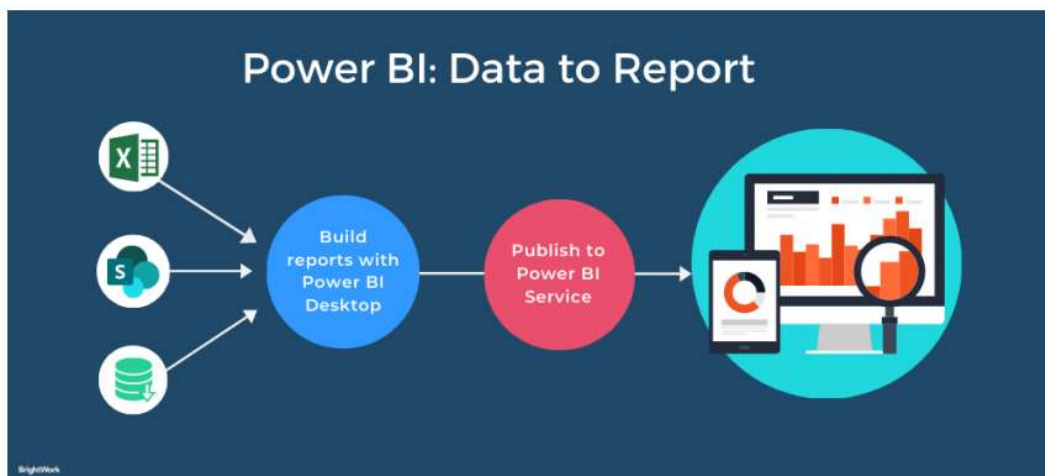 Power BI: Data to Report
X
S
Build
reports with
Power BI
Desktop
Publish to
Power BI
Service
BrightWork